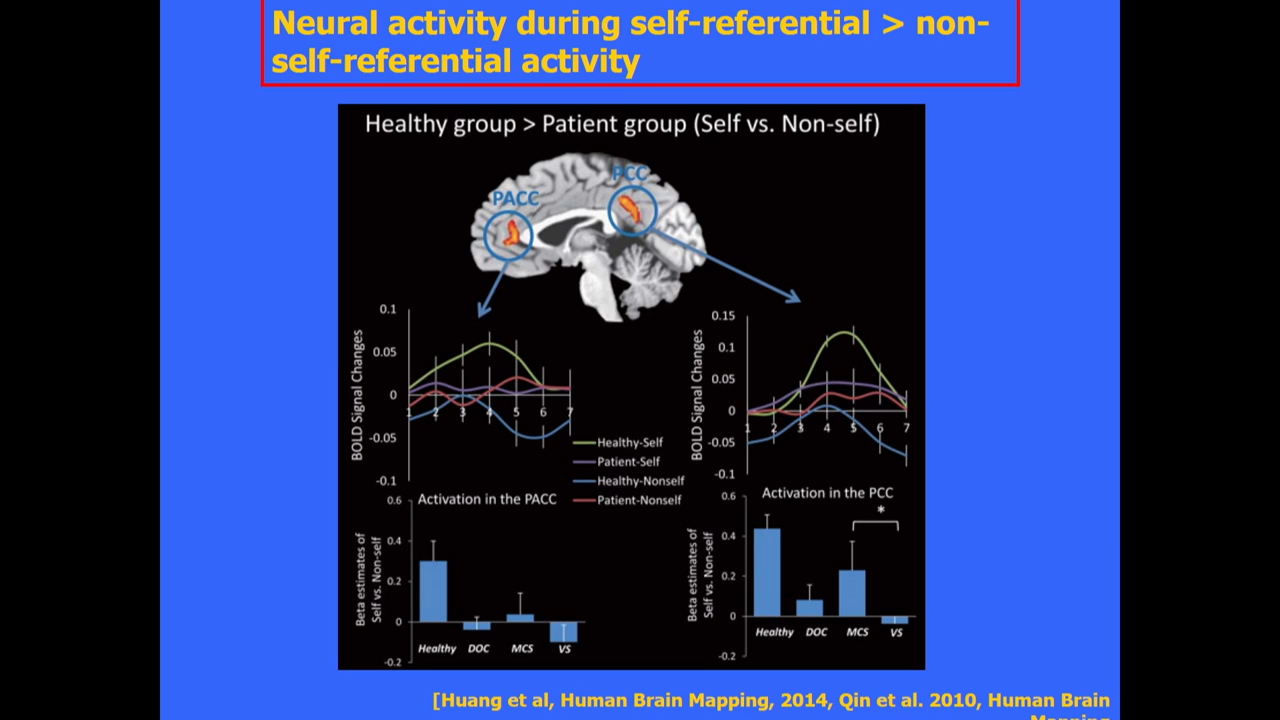 Neural activity during self-referential > non-
self-referential activity
Healthy group > Patient group (Self vs. Non-self)
PACC
PCC
BOLD Signal Changes
0.1
0.05
0
-0.05
-0.1
1 2 3 4 5 6 7
Healthy-Self
Patient-Self
Healthy-Nonself
Patient-Nonself
BOLD Signal Changes
0.15
0.1
0.05
0
-0.05
-0.1
1 2 3 4 5 6 7
Activation in the PACC
Beta estimates of
Self vs. Non-self
0.6
0.4
0.2
0
-0.2
Healthy DOC MCS VS
Activation in the PCC
*
Beta estimates of
Self vs. Non-self
0.6
0.4
0.2
0
-0.2
Healthy DOC MCS VS
[Huang et al, Human Brain Mapping, 2014, Qin et al. 2010, Human Brain